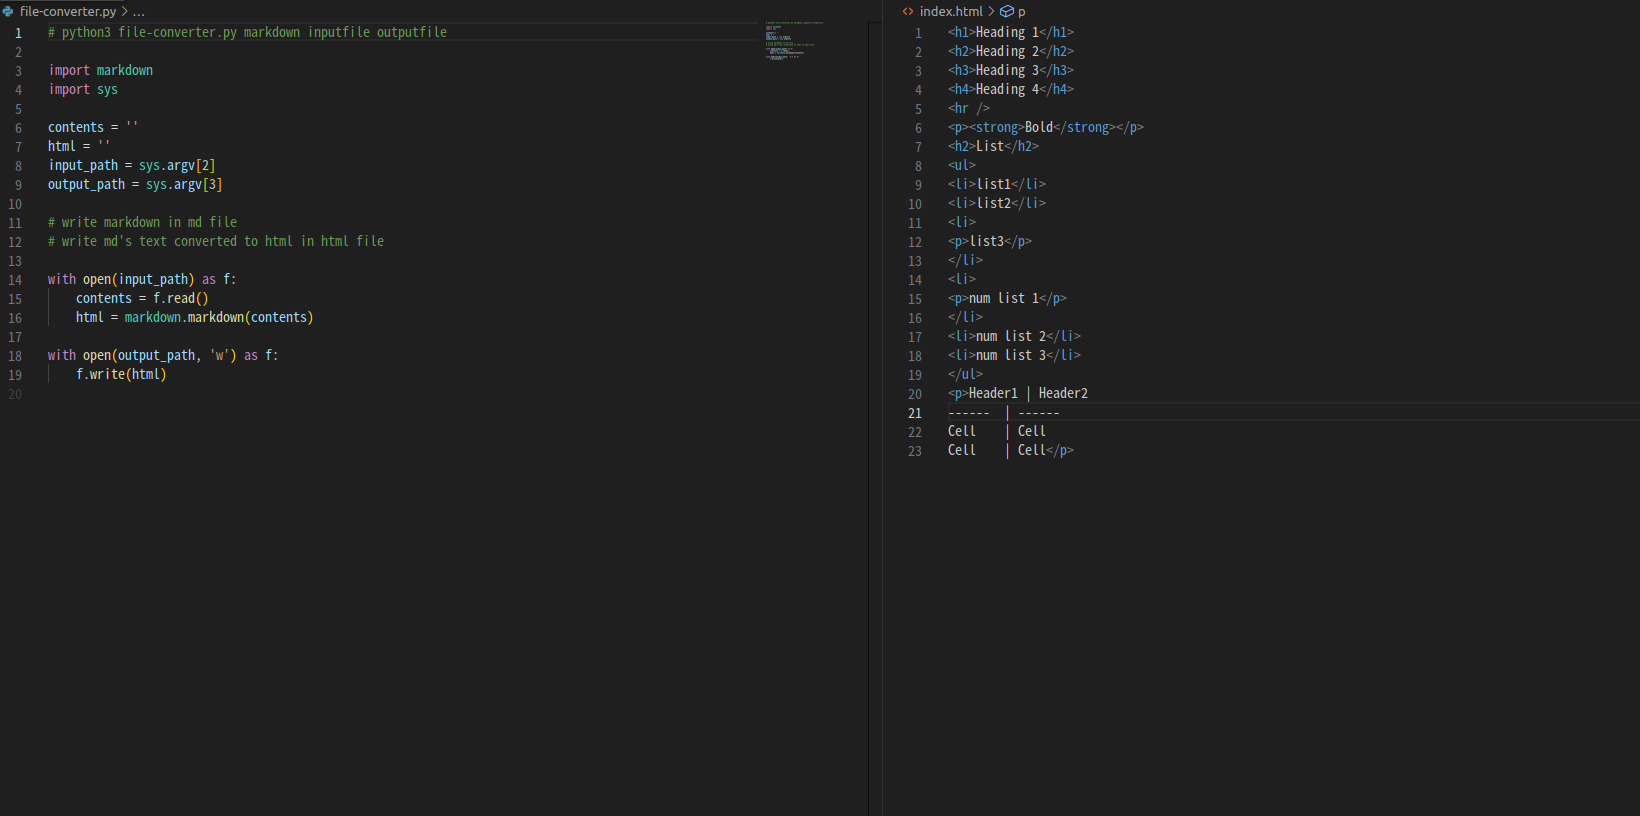 file-converter.py > ...
1 # python3 file-converter.py markdown inputfile outputfile
2
3 import markdown
4 import sys
5
6 contents = ''
7 html = ''
8 input_path = sys.argv[2]
9 output_path = sys.argv[3]
10
11 # write markdown in md file
12 # write md's text converted to html in html file
13
14 with open(input_path) as f:
15     contents = f.read()
16     html = markdown.markdown(contents)
17
18 with open(output_path, 'w') as f:
19     f.write(html)
20
index.html > p
1 <h1>Heading 1</h1>
2 <h2>Heading 2</h2>
3 <h3>Heading 3</h3>
4 <h4>Heading 4</h4>
5 <hr />
6 <p><strong>Bold</strong></p>
7 <h2>List</h2>
8 <ul>
9 <li>list1</li>
10 <li>list2</li>
11 <li>
12 <p>list3</p>
13 </li>
14 <li>
15 <p>num list 1</p>
16 </li>
17 <li>num list 2</li>
18 <li>num list 3</li>
19 </ul>
20 <p>Header1 | Header2
21 ------  | ------
22 Cell    | Cell
23 Cell    | Cell</p>